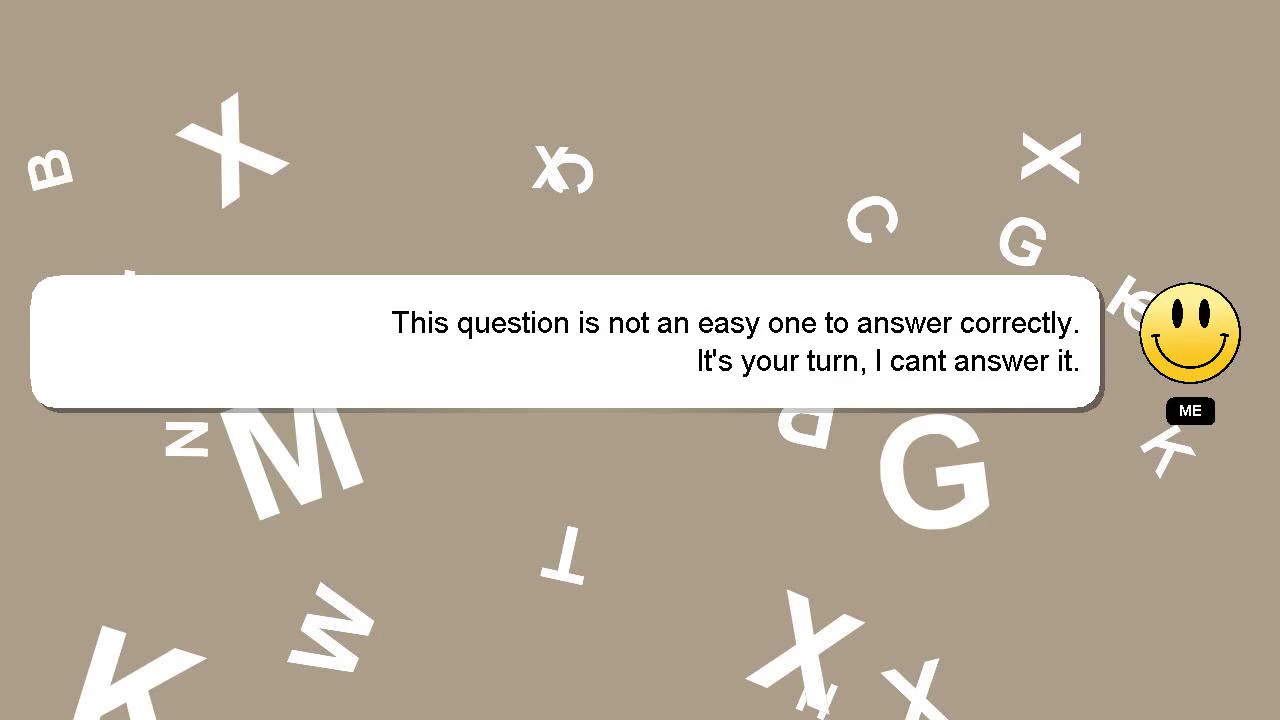 B
X
X
C
C
X
G
K
This question is not an easy one to answer correctly.
It's your turn, I cant answer it.
ME
N
M
R
G
K
T
W
K
X
X